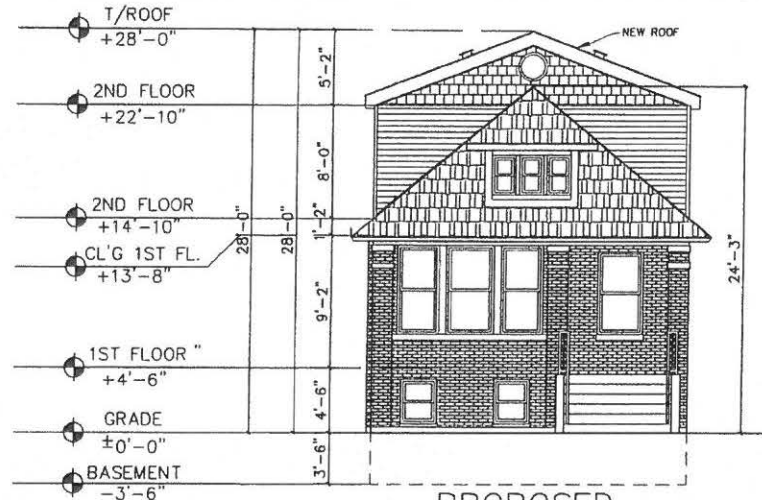 T/ROOF
+28'-0"
NEW ROOF
5'-2"
2ND FLOOR
+22'-10"
8'-0"
2ND FLOOR
+14'-10"
1'-2"
28'-0"
28'-0"
CL'G 1ST FL.
+13'-8"
24'-3"
9'-2"
1ST FLOOR "
+4'-6"
4'-6"
GRADE
±0'-0"
3'-6"
BASEMENT
-3'-6"
PROPOSED